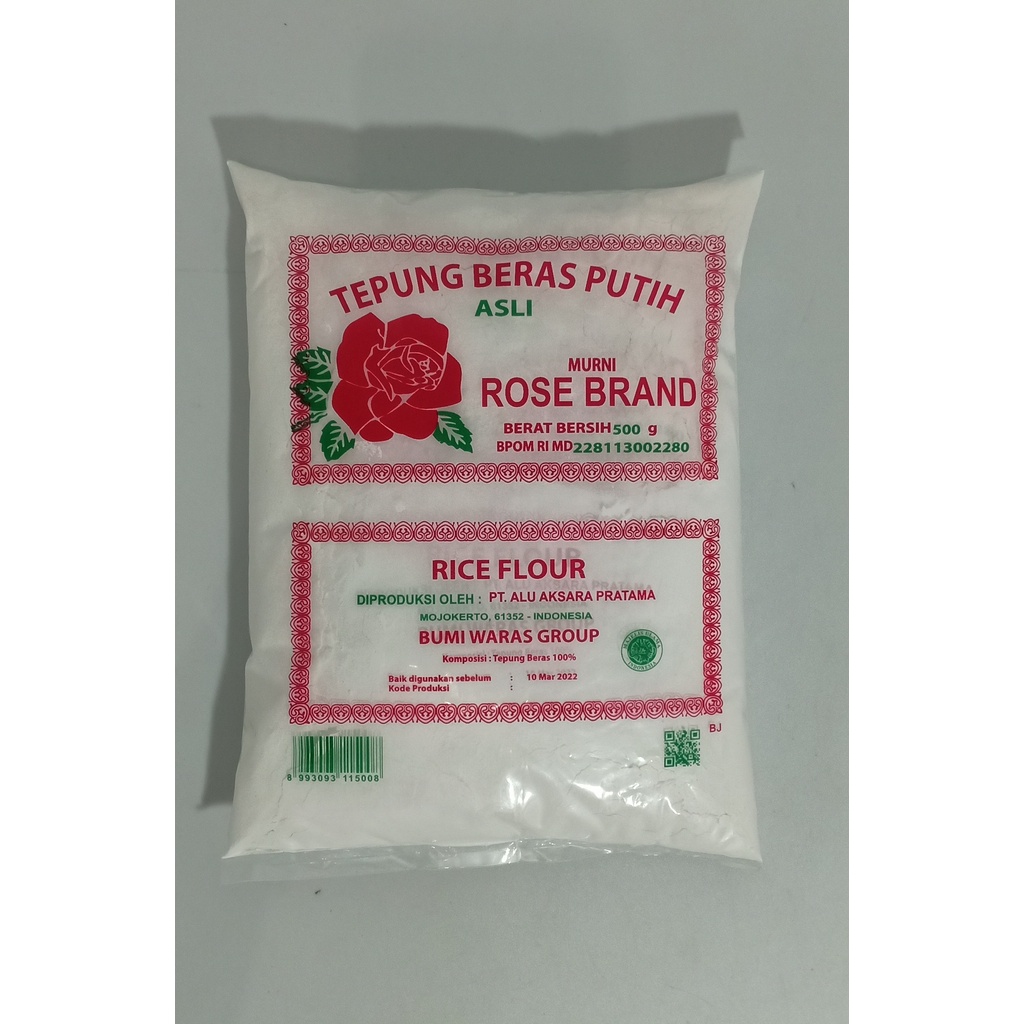 TEPUNG BERAS PUTIH
ASLI
MURNI
ROSE BRAND
BERAT BERSIH 500 g
BPOM RI MD 228113002280
RICE FLOUR
DIPRODUKSI OLEH : PT. ALU AKSARA PRATAMA
MOJOKERTO, 61352 - INDONESIA
BUMI WARAS GROUP
Komposisi : Tepung Beras 100%
Baik digunakan sebelum : 10 Mar 2022
Kode Produksi :
INDONESIA
BJ
8 993093 115008